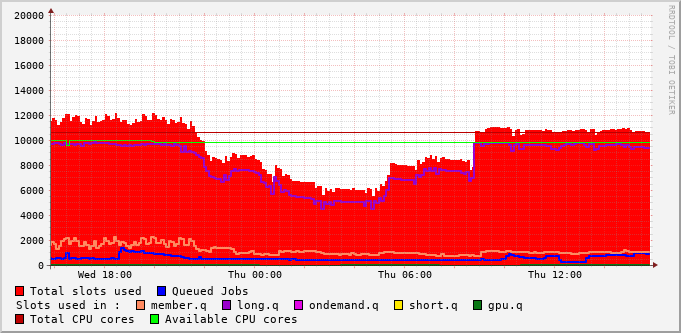 RRDTOOL / TOBI OETIKER
20000
18000
16000
14000
12000
10000
8000
6000
4000
2000
0
Wed 18:00 Thu 00:00 Thu 06:00 Thu 12:00
Total slots used Queued Jobs
Slots used in : member.q long.q ondemand.q short.q gpu.q
Total CPU cores Available CPU cores